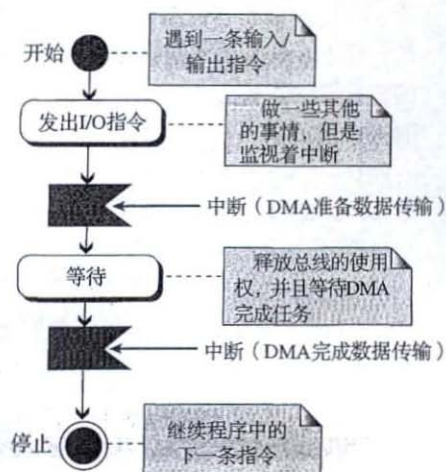 开始
遇到一条输入/
输出指令
发出I/O指令
做一些其他
的事情，但是
监视着中断
中断（DMA准备数据传输）
等待
释放总线的使用
权，并且等待DMA
完成任务
中断（DMA完成数据传输）
停止
继续程序中的
下一条指令